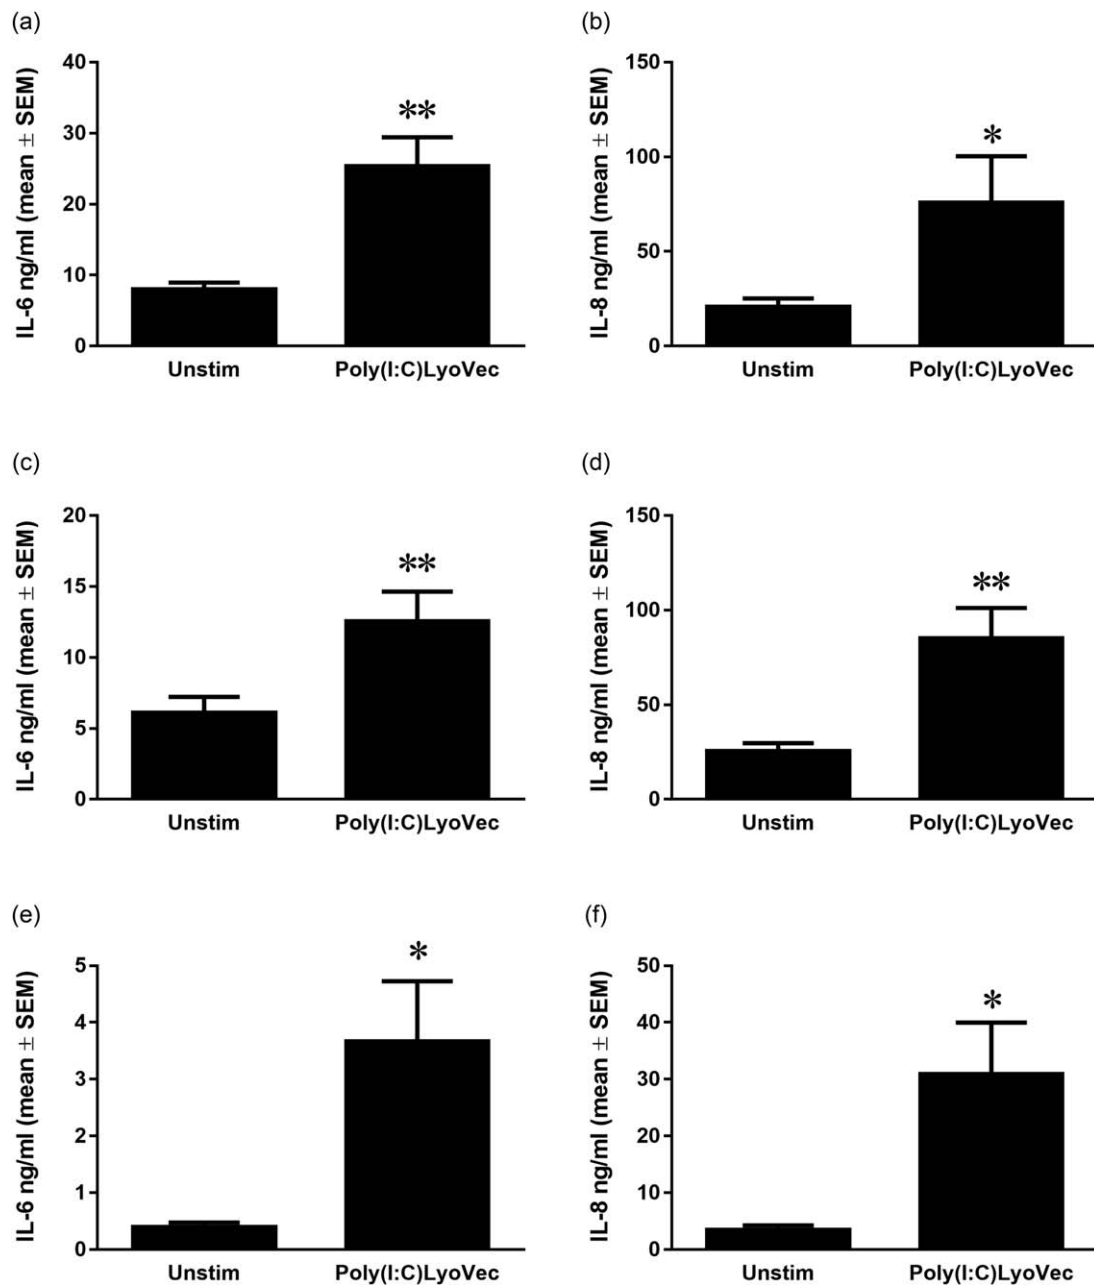 (a)
IL-6 ng/ml (mean ± SEM)
40
30
20
10
0
**
Unstim
Poly(I:C)LyoVec
(b)
IL-8 ng/ml (mean ± SEM)
150
100
50
0
*
Unstim
Poly(I:C)LyoVec
(c)
IL-6 ng/ml (mean ± SEM)
20
15
10
5
0
**
Unstim
Poly(I:C)LyoVec
(d)
IL-8 ng/ml (mean ± SEM)
150
100
50
0
**
Unstim
Poly(I:C)LyoVec
(e)
IL-6 ng/ml (mean ± SEM)
5
4
3
2
1
0
*
Unstim
Poly(I:C)LyoVec
(f)
IL-8 ng/ml (mean ± SEM)
50
40
30
20
10
0
*
Unstim
Poly(I:C)LyoVec